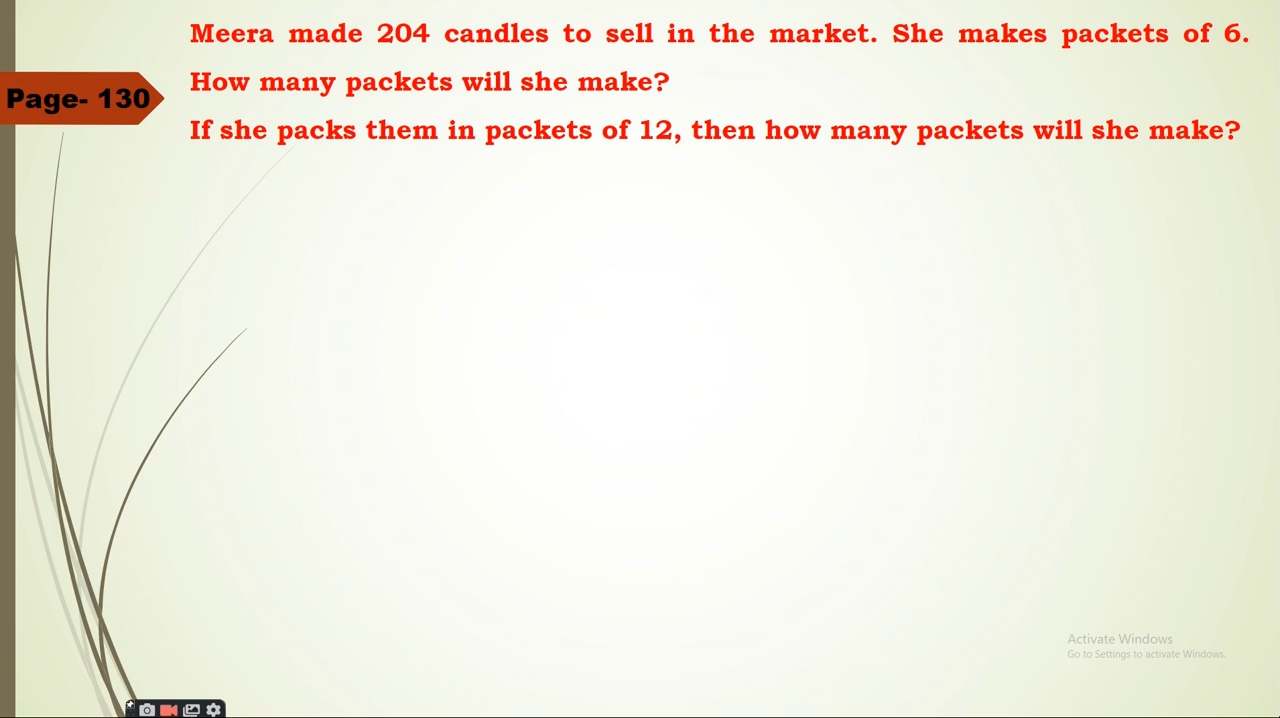 Meera made 204 candles to sell in the market. She makes packets of 6.
How many packets will she make?
Page- 130
If she packs them in packets of 12, then how many packets will she make?
Activate Windows
Go to Settings to activate Windows.